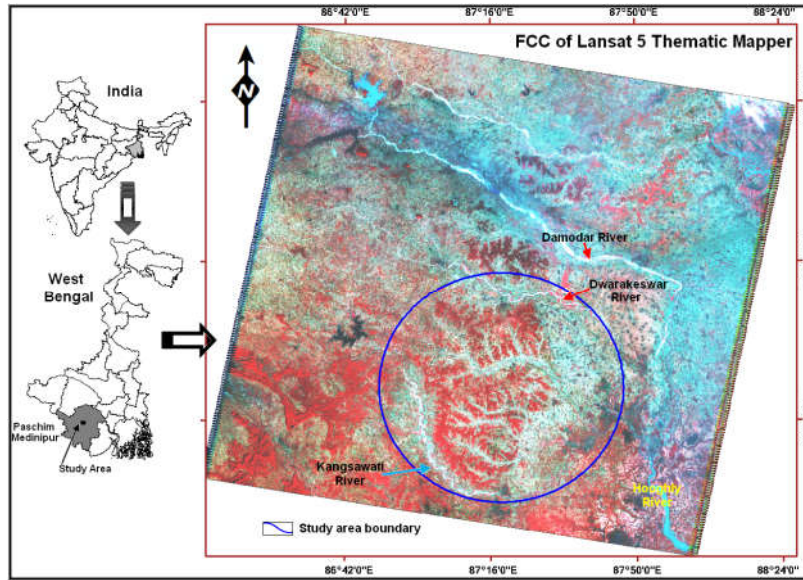 86°42'0"E 87°16'0"E 87°50'0"E 88°24'0"E
FCC of Lansat 5 Thematic Mapper
N
India
West
Bengal
Paschim
Medinipur
Study Area
Damodar River
Dwarakeswar
River
Kangsawati
River
Hooghly
River
Study area boundary
86°42'0"E 87°16'0"E 87°50'0"E 88°24'0"E